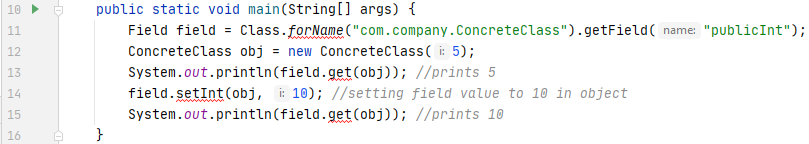 10 public static void main(String[] args) {
11 Field field = Class.forName("com.company.ConcreteClass").getField( name: "publicInt");
12 ConcreteClass obj = new ConcreteClass( i: 5);
13 System.out.println(field.get(obj)); //prints 5
14 field.setInt(obj, i: 10); //setting field value to 10 in object
15 System.out.println(field.get(obj)); //prints 10
16 }